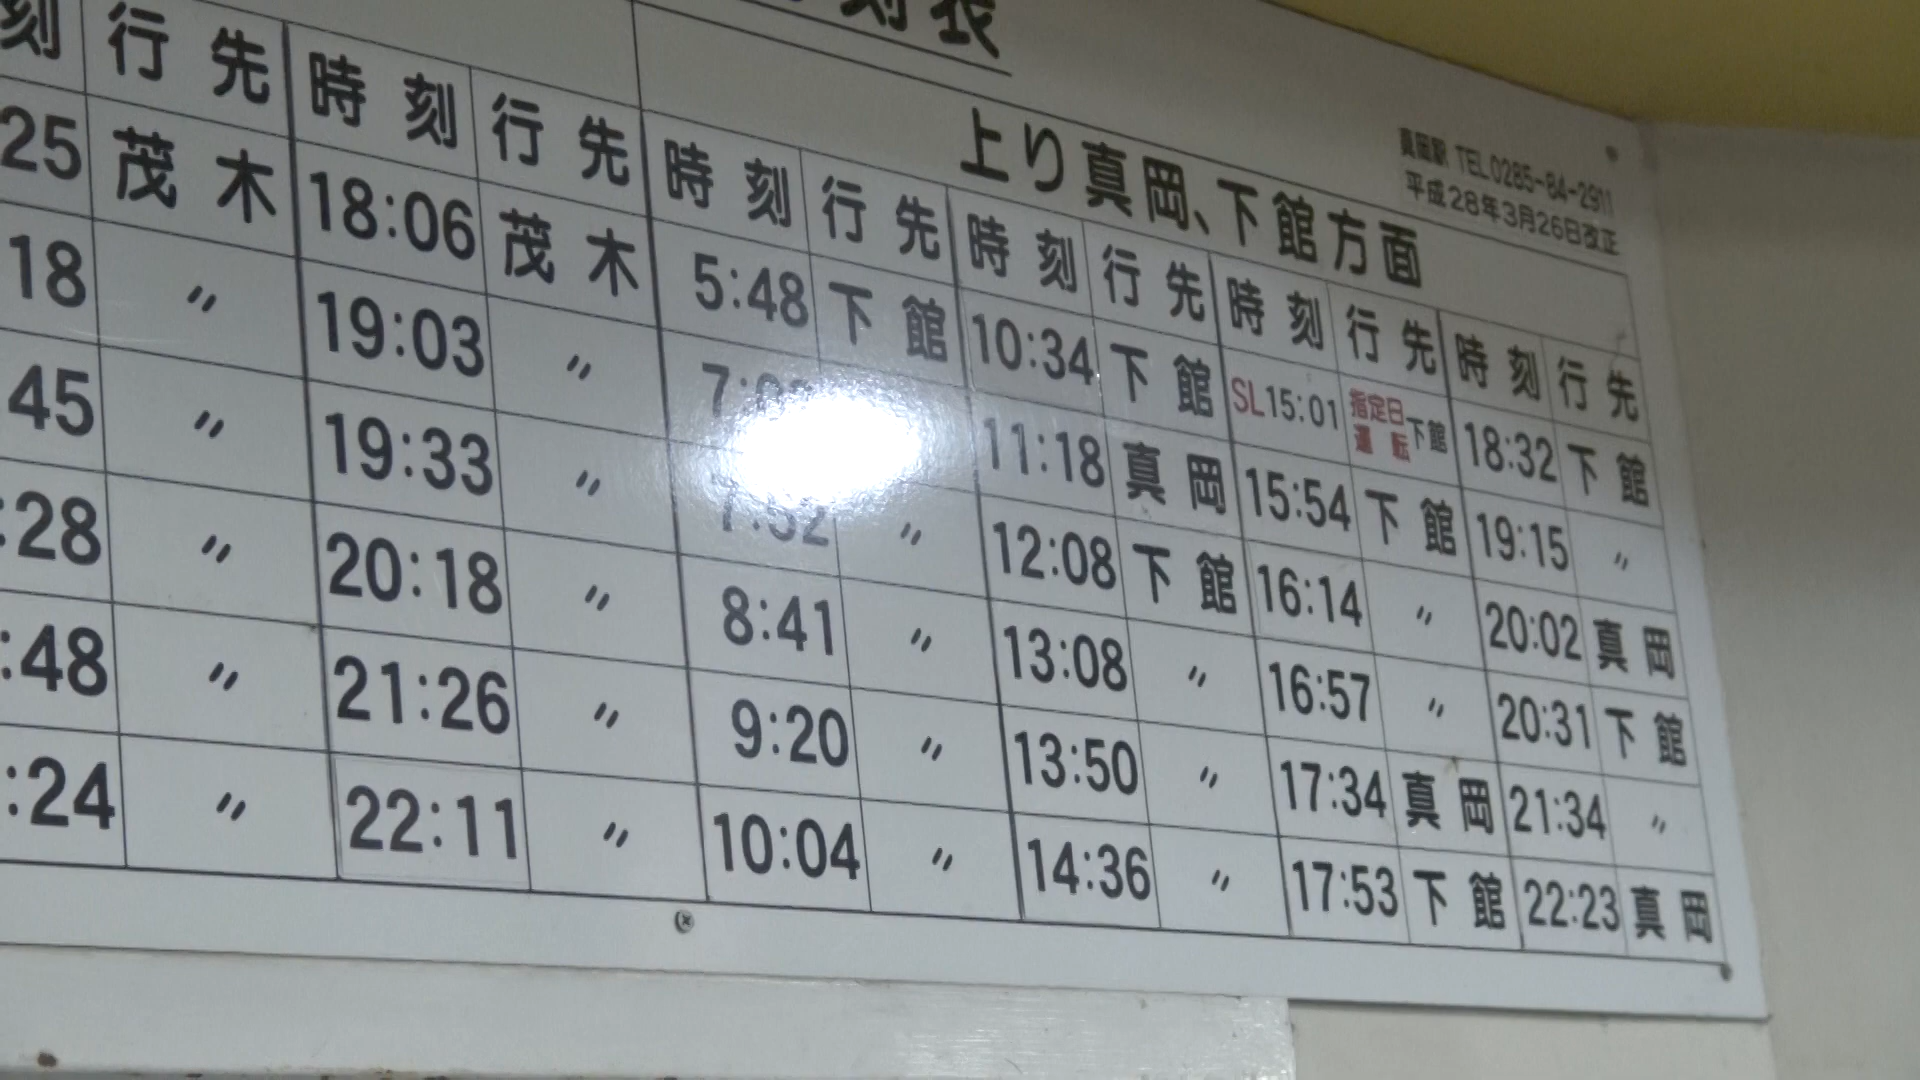 刻表
上り真岡、下館方面
真岡駅 TEL0285-84-2911
平成28年3月26日改正
刻 行先 時刻 行先 時刻 行先 時刻 行先 時刻 行先 時刻 行先
25 茂木 18:06 茂木 5:48 下館 10:34 下館 SL15:01 指定日運転 下館 18:32 下館
18 〃 19:03 〃 11:18 真岡 15:54 下館 19:15 〃
45 〃 19:33 〃 〃 12:08 下館 16:14 〃 20:02 真岡
:28 〃 20:18 〃 8:41 〃 13:08 〃 16:57 〃 20:31 下館
:48 〃 21:26 〃 9:20 〃 13:50 〃 17:34 真岡 21:34 〃
:24 〃 22:11 〃 10:04 〃 14:36 〃 17:53 下館 22:23 真岡